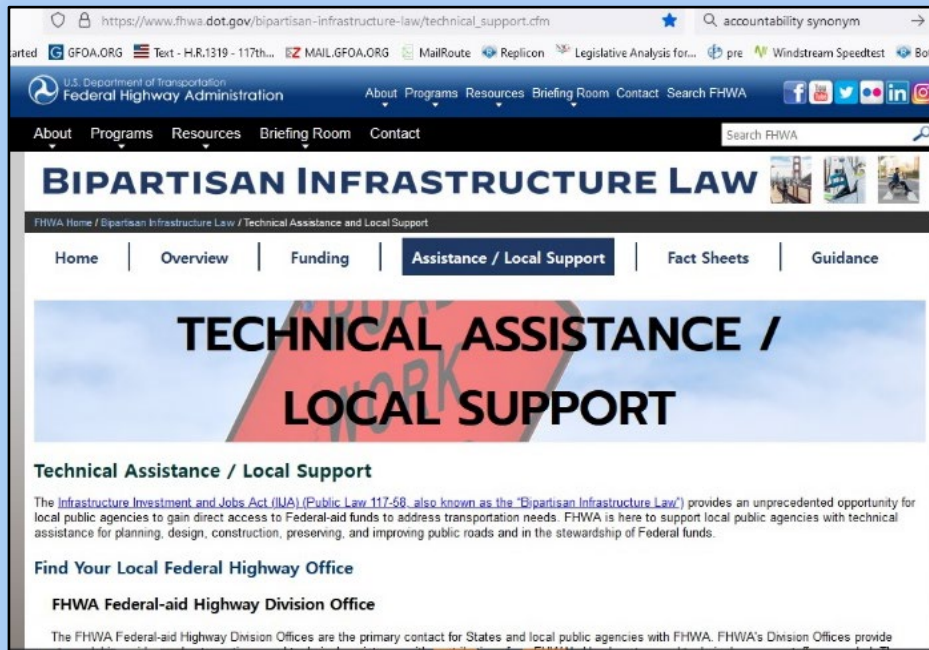 https://www.fhwa.dot.gov/bipartisan-infrastructure-law/technical_support.cfm
accountability synonym
arted GFOA.ORG Text - H.R.1319 - 117th... MAIL.GFOA.ORG MailRoute Replicon Legislative Analysis for... pre Windstream Speedtest Bot
U.S. Department of Transportation
Federal Highway Administration
About Programs Resources Briefing Room Contact Search FHWA
About Programs Resources Briefing Room Contact
Search FHWA
BIPARTISAN INFRASTRUCTURE LAW
FHWA Home / Bipartisan Infrastructure Law / Technical Assistance and Local Support
Home Overview Funding Assistance / Local Support Fact Sheets Guidance
ROAD
WORK
TECHNICAL ASSISTANCE /
LOCAL SUPPORT
Technical Assistance / Local Support
The Infrastructure Investment and Jobs Act (IIJA) (Public Law 117-58, also known as the "Bipartisan Infrastructure Law") provides an unprecedented opportunity for
local public agencies to gain direct access to Federal-aid funds to address transportation needs. FHWA is here to support local public agencies with technical
assistance for planning, design, construction, preserving, and improving public roads and in the stewardship of Federal funds.
Find Your Local Federal Highway Office
FHWA Federal-aid Highway Division Office
The FHWA Federal-aid Highway Division Offices are the primary contact for States and local public agencies with FHWA. FHWA's Division Offices provide